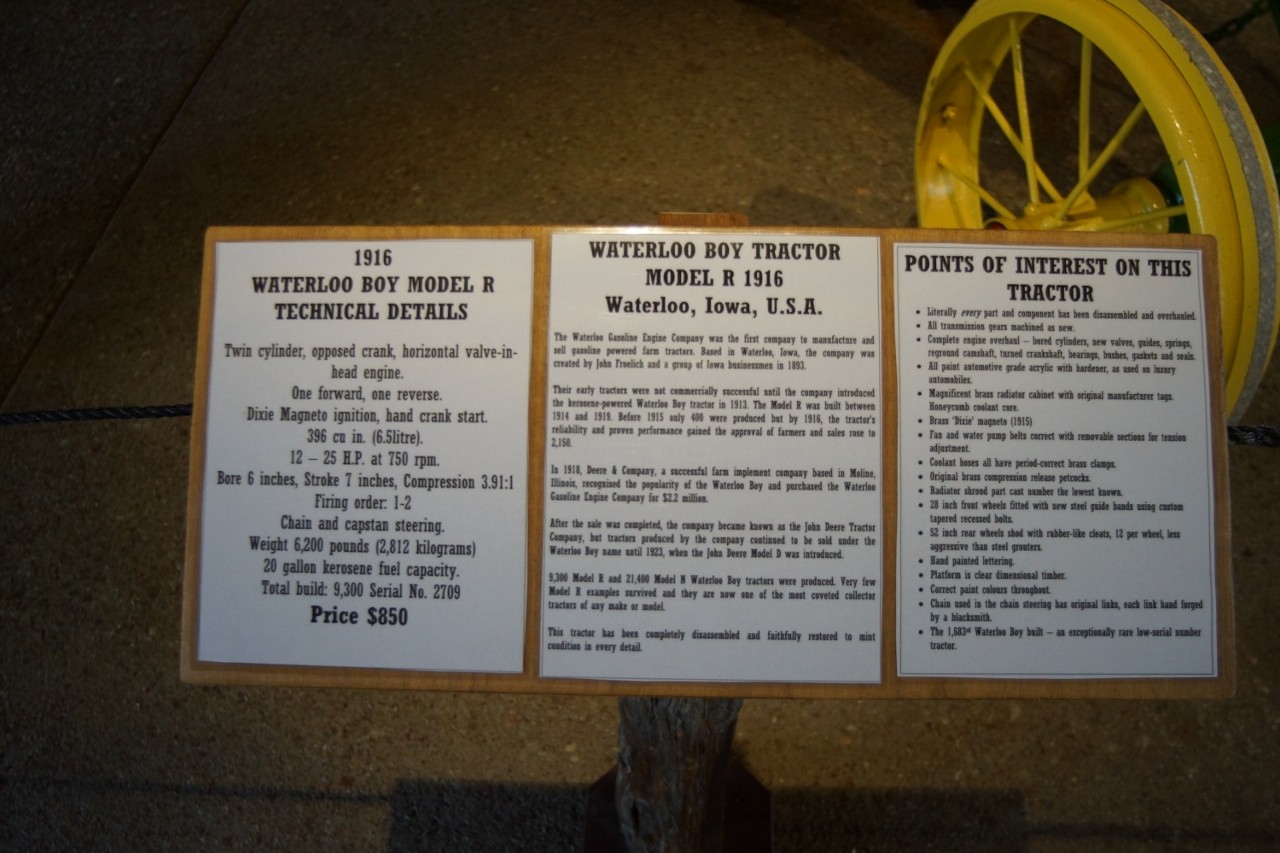 1916
WATERLOO BOY MODEL R
TECHNICAL DETAILS
Twin cylinder, opposed crank, horizontal valve-in-
head engine.
One forward, one reverse.
Dixie Magneto ignition, hand crank start.
396 cu in. (6.5litre).
12 – 25 H.P. at 750 rpm.
Bore 6 inches, Stroke 7 inches, Compression 3.91:1
Firing order: 1-2
Chain and capstan steering.
Weight 6,200 pounds (2,812 kilograms)
20 gallon kerosene fuel capacity.
Total build: 9,300 Serial No. 2709
Price $850
WATERLOO BOY TRACTOR
MODEL R 1916
Waterloo, Iowa, U.S.A.
The Waterloo Gasoline Engine Company was the first company to manufacture and
sell gasoline powered farm tractors. Based in Waterloo, Iowa, the company was
created by John Froelich and a group of Iowa businessmen in 1893.
Their early tractors were not commercially successful until the company introduced
the kerosene-powered Waterloo Boy tractor in 1913. The Model R was built between
1914 and 1919. Before 1915 only 400 were produced but by 1916, the tractor's
reliability and proven performance gained the approval of farmers and sales rose to
2,150.
In 1918, Deere & Company, a successful farm implement company based in Moline,
Illinois, recognised the popularity of the Waterloo Boy and purchased the Waterloo
Gasoline Engine Company for $2.2 million.
After the sale was completed, the company became known as the John Deere Tractor
Company, but tractors produced by the company continued to be sold under the
Waterloo Boy name until 1923, when the John Deere Model D was introduced.
9,300 Model R and 21,400 Model N Waterloo Boy tractors were produced. Very few
Model R examples survived and they are now one of the most coveted collector
tractors of any make or model.
This tractor has been completely disassembled and faithfully restored to mint
condition in every detail.
POINTS OF INTEREST ON THIS
TRACTOR
• Literally every part and component has been disassembled and overhauled.
• All transmission gears machined as new.
• Complete engine overhaul – bored cylinders, new valves, guides, springs,
reground camshaft, turned crankshaft, bearings, bushes, gaskets and seals.
• All paint automotive grade acrylic with hardener, as used on luxury
automobiles.
• Magnificent brass radiator cabinet with original manufacturer tags.
Honeycomb coolant core.
• Brass 'Dixie' magneto (1915)
• Fan and water pump belts correct with removable sections for tension
adjustment.
• Coolant hoses all have period-correct brass clamps.
• Original brass compression release petcocks.
• Radiator shroud part cast number the lowest known.
• 28 inch front wheels fitted with new steel guide bands using custom
tapered recessed bolts.
• 52 inch rear wheels shod with rubber-like cleats, 12 per wheel, less
aggressive than steel grouters.
• Hand painted lettering.
• Platform is clear dimensional timber.
• Correct paint colours throughout.
• Chain used in the chain steering has original links, each link hand forged
by a blacksmith.
• The 1,683rd Waterloo Boy built – an exceptionally rare low-serial number
tractor.